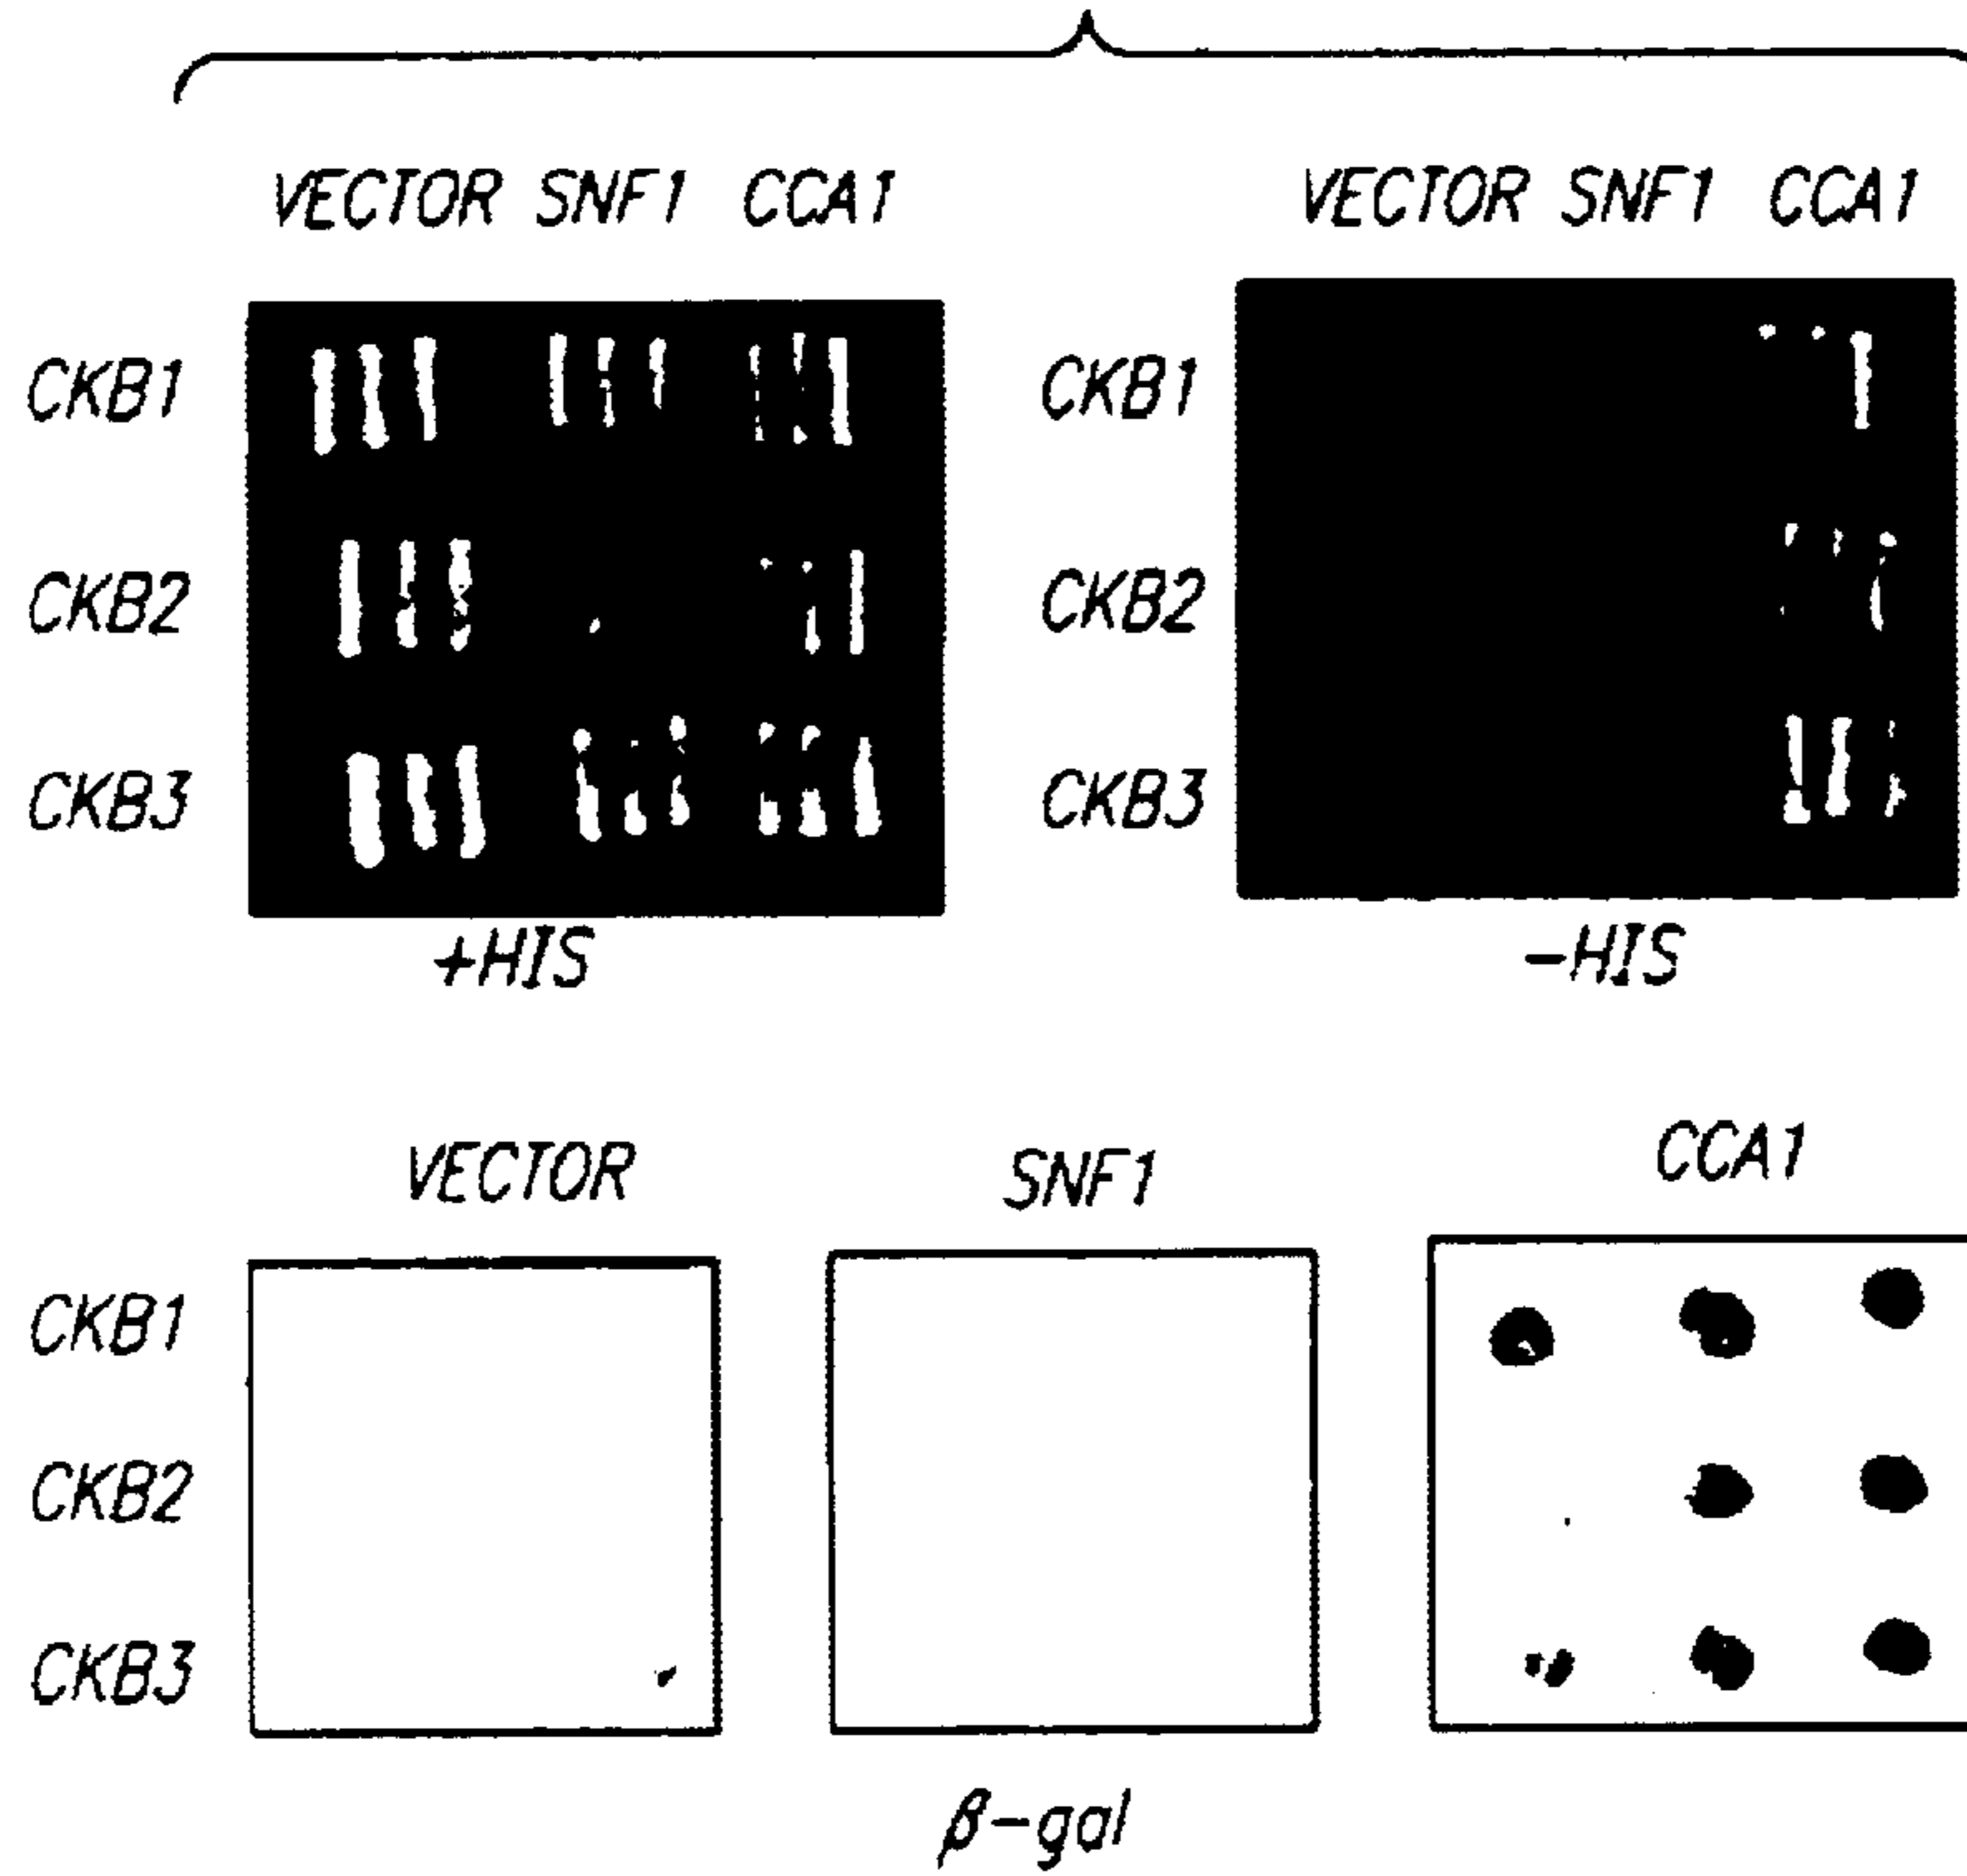 VECTOR SNF1 CCA1
VECTOR SNF1 CCA1
CKB1
CKB2
CKB3
+HIS
CKB1
CKB2
CKB3
-HIS
VECTOR
SNF1
CCA1
CKB1
CKB2
CKB3
β-gal